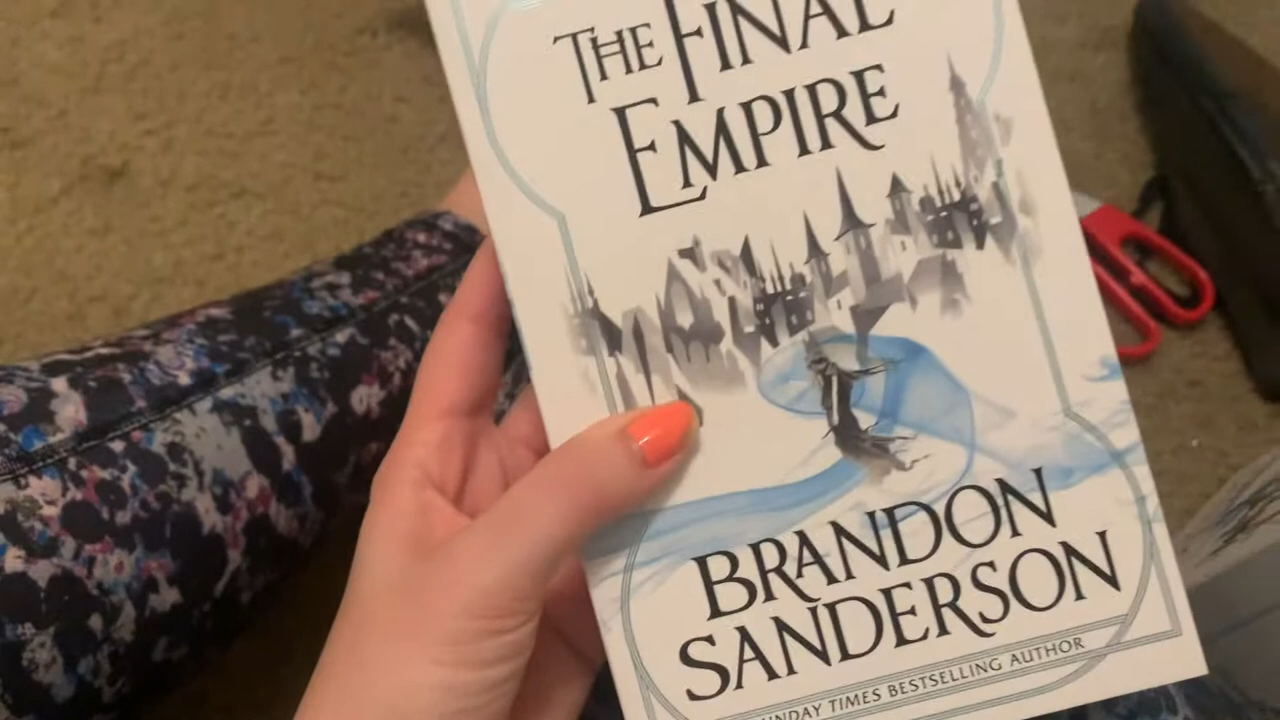 THE FINAL
EMPIRE
BRANDON
SANDERSON
SUNDAY TIMES BESTSELLING AUTHOR